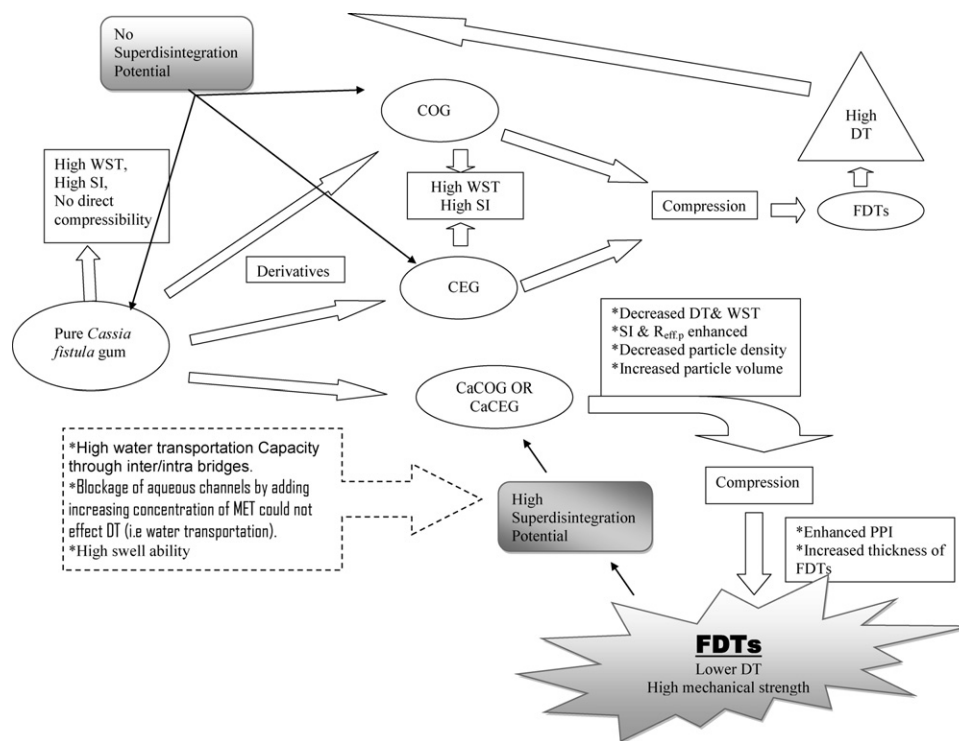 No
Superdisintegration
Potential
COG
High
DT
High WST,
High SI,
No direct
compressibility
High WST
High SI
Compression
FDTs
Derivatives
CEG
Pure Cassia
fistula gum
*Decreased DT& WST
*SI & Reff.p enhanced
*Decreased particle density
*Increased particle volume
CaCOG OR
CaCEG
*High water transportation Capacity
through inter/intra bridges.
*Blockage of aqueous channels by adding
increasing concentration of MET could not
effect DT (i.e water transportation).
*High swell ability
High
Superdisintegration
Potential
Compression
*Enhanced PPI
*Increased thickness of
FDTs
FDTs
Lower DT
High mechanical strength